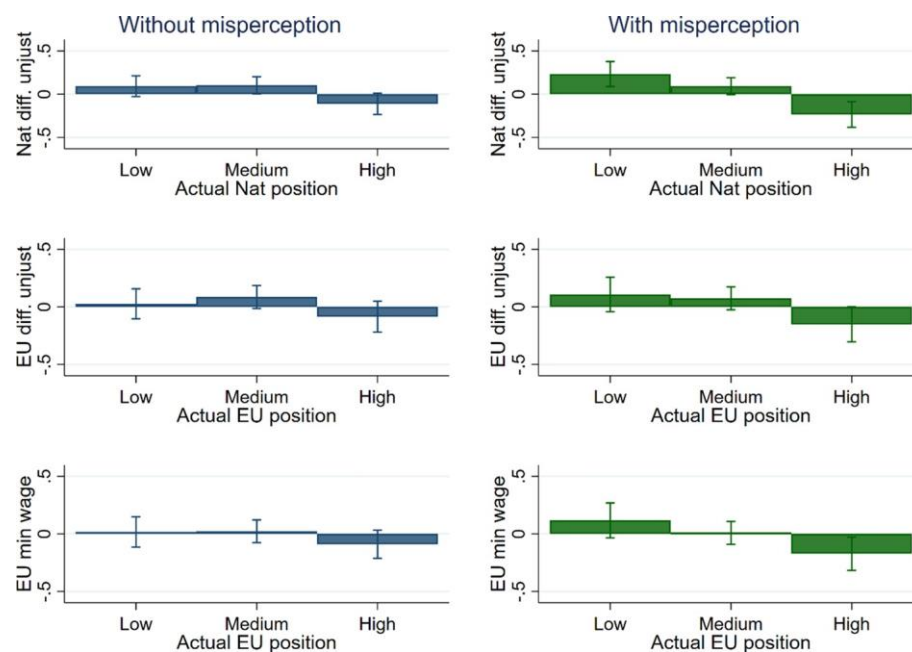 Without misperception
Nat diff. unjust
.5
0
-.5
Low Medium High
Actual Nat position
With misperception
Nat diff. unjust
.5
0
-.5
Low Medium High
Actual Nat position
EU diff. unjust
.5
0
-.5
Low Medium High
Actual EU position
EU diff. unjust
.5
0
-.5
Low Medium High
Actual EU position
EU min wage
.5
0
-.5
Low Medium High
Actual EU position
EU min wage
.5
0
-.5
Low Medium High
Actual EU position